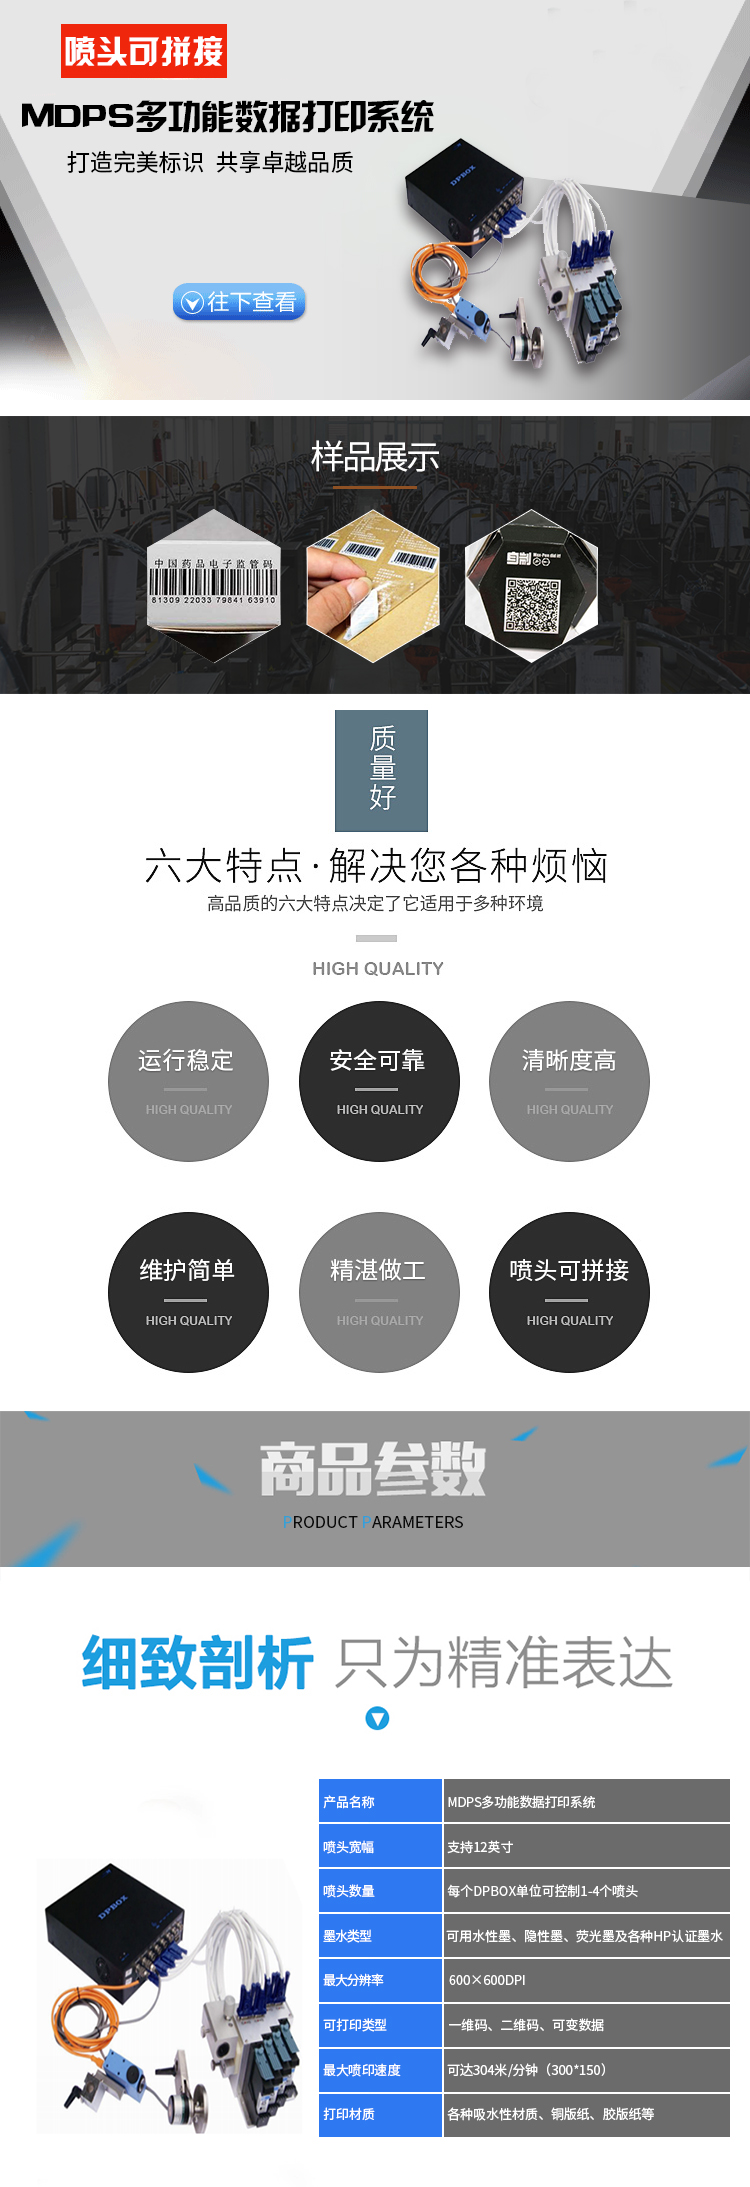 喷头可拼接
MDPS多功能数据打印系统
打造完美标识 共享卓越品质
DPBOX
往下查看
样品展示
中国药品电子监管码
81309 22033 79841 63910
自制
质量好
六大特点·解决您各种烦恼
高品质的六大特点决定了它适用于多种环境
HIGH QUALITY
运行稳定
HIGH QUALITY
安全可靠
HIGH QUALITY
清晰度高
HIGH QUALITY
维护简单
HIGH QUALITY
精湛做工
HIGH QUALITY
喷头可拼接
HIGH QUALITY
商品参数
PRODUCT PARAMETERS
细致剖析 只为精准表达
产品名称 MDPS多功能数据打印系统
喷头宽幅 支持12英寸
喷头数量 每个DPBOX单位可控制1-4个喷头
墨水类型 可用水性墨、隐性墨、荧光墨及各种HP认证墨水
最大分辨率 600×600DPI
可打印类型 一维码、二维码、可变数据
最大喷印速度 可达304米/分钟（300*150）
打印材质 各种吸水性材质、铜版纸、胶版纸等
DPBOX